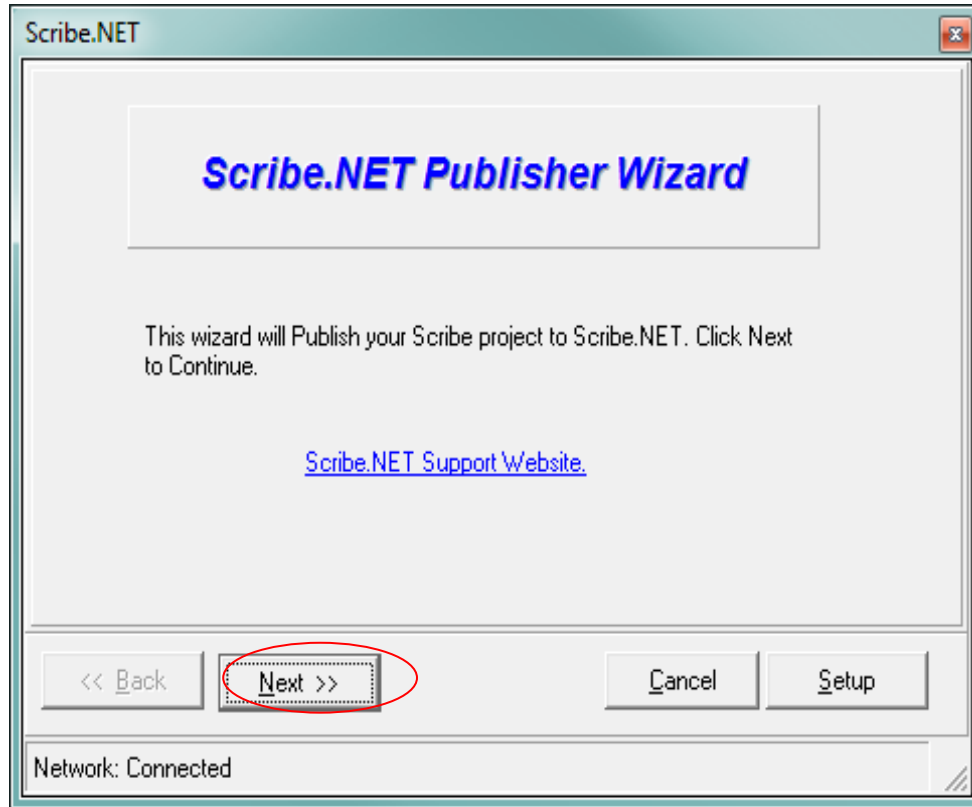 Scribe.NET
Scribe.NET Publisher Wizard
This wizard will Publish your Scribe project to Scribe.NET. Click Next
to Continue.
Scribe.NET Support Website.
<< Back
Next >>
Cancel
Setup
Network: Connected